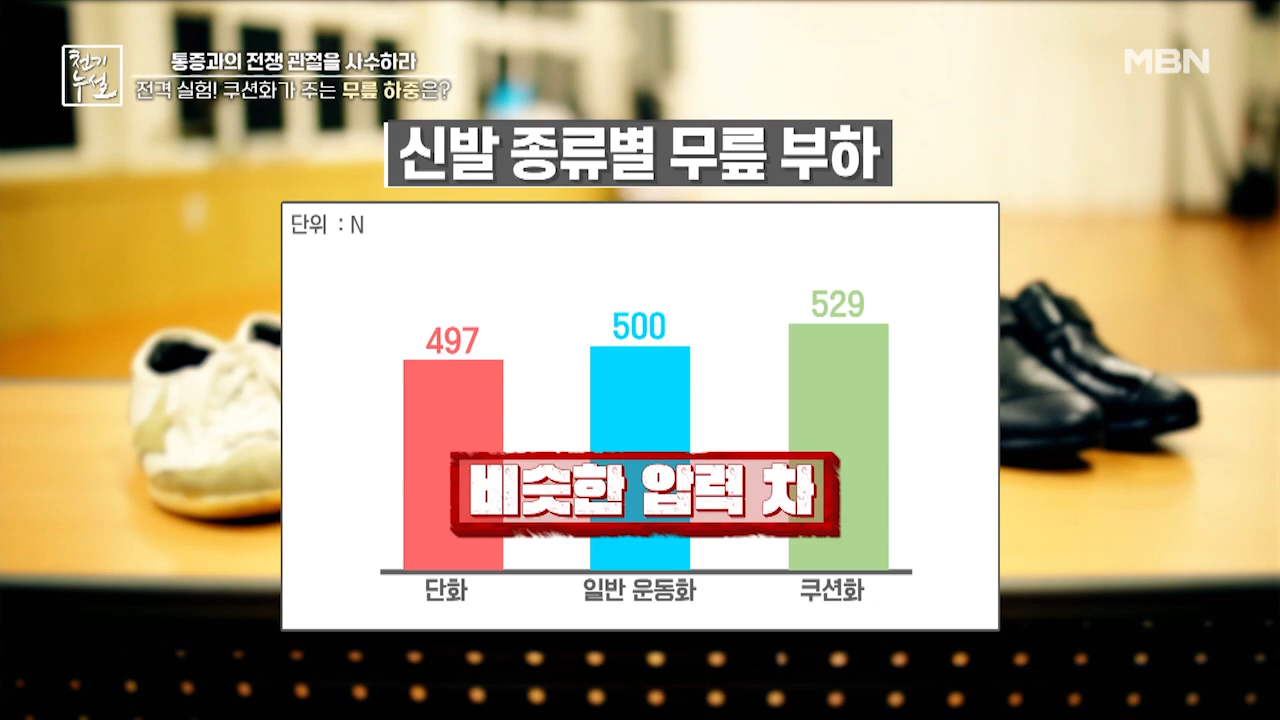 천기누설
통증과의 전쟁 관절을 사수하라
MBN
전격 실험! 쿠션화가 주는 무릎 하중은?
신발 종류별 무릎 부하
단위 : N
497
500
529
비슷한 압력 차
단화
일반 운동화
쿠션화